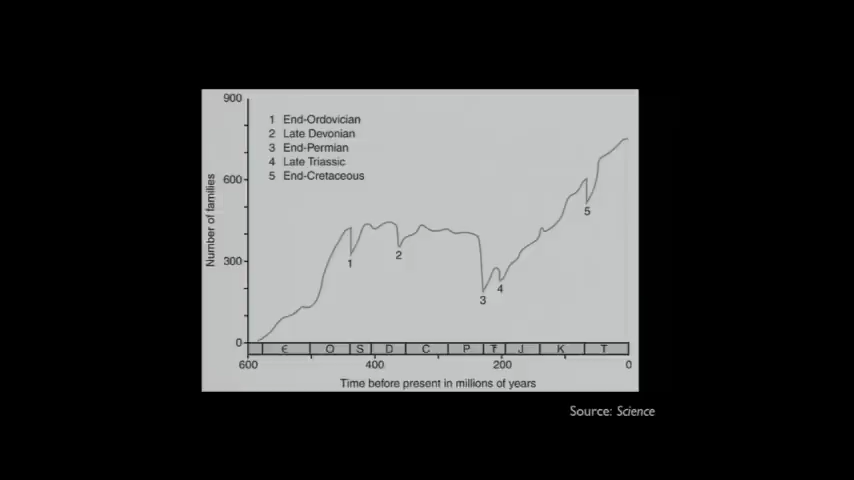 900
1 End-Ordovician
2 Late Devonian
3 End-Permian
4 Late Triassic
5 End-Cretaceous
600
300
0
Number of families
1
2
3
4
5
Є O S D C P Ꞓ J K T
600 400 200 0
Time before present in millions of years
Source: Science